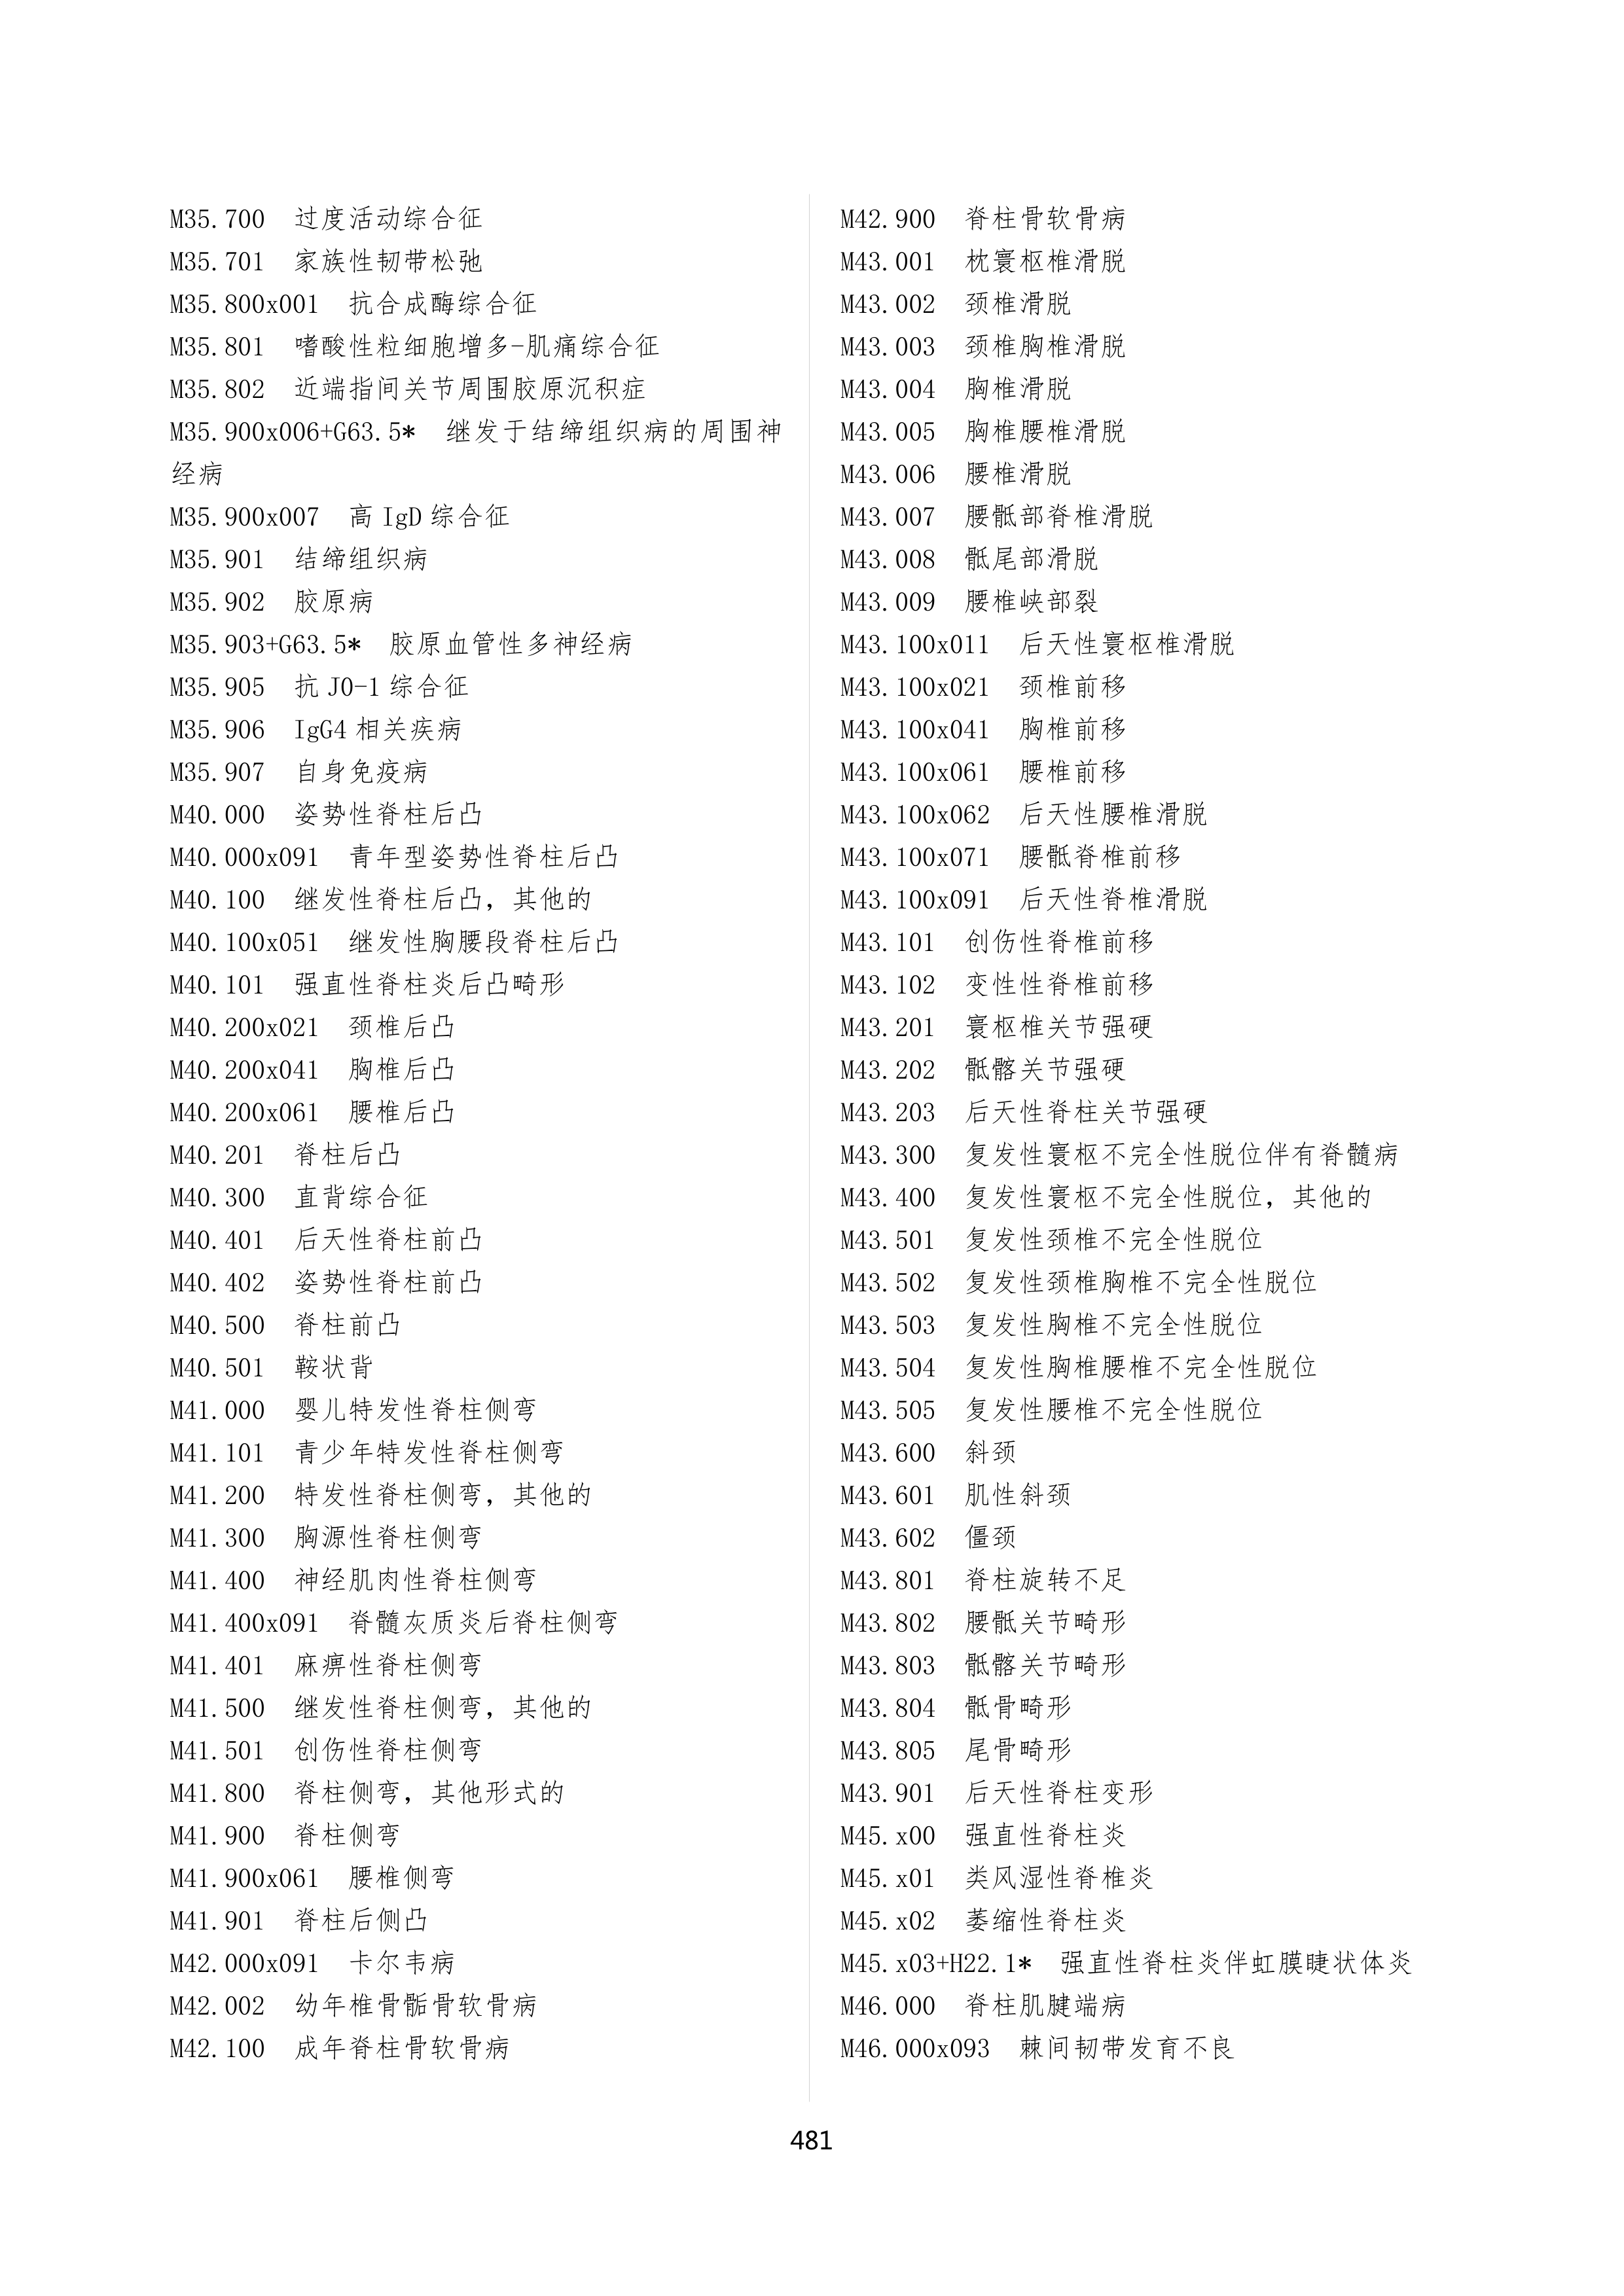 M35.700 过度活动综合征
M35.701 家族性韧带松弛
M35.800x001 抗合成酶综合征
M35.801 嗜酸性粒细胞增多-肌痛综合征
M35.802 近端指间关节周围胶原沉积症
M35.900x006+G63.5* 继发于结缔组织病的周围神
经病
M35.900x007 高 IgD 综合征
M35.901 结缔组织病
M35.902 胶原病
M35.903+G63.5* 胶原血管性多神经病
M35.905 抗 J0-1 综合征
M35.906 IgG4 相关疾病
M35.907 自身免疫病
M40.000 姿势性脊柱后凸
M40.000x091 青年型姿势性脊柱后凸
M40.100 继发性脊柱后凸，其他的
M40.100x051 继发性胸腰段脊柱后凸
M40.101 强直性脊柱炎后凸畸形
M40.200x021 颈椎后凸
M40.200x041 胸椎后凸
M40.200x061 腰椎后凸
M40.201 脊柱后凸
M40.300 直背综合征
M40.401 后天性脊柱前凸
M40.402 姿势性脊柱前凸
M40.500 脊柱前凸
M40.501 鞍状背
M41.000 婴儿特发性脊柱侧弯
M41.101 青少年特发性脊柱侧弯
M41.200 特发性脊柱侧弯，其他的
M41.300 胸源性脊柱侧弯
M41.400 神经肌肉性脊柱侧弯
M41.400x091 脊髓灰质炎后脊柱侧弯
M41.401 麻痹性脊柱侧弯
M41.500 继发性脊柱侧弯，其他的
M41.501 创伤性脊柱侧弯
M41.800 脊柱侧弯，其他形式的
M41.900 脊柱侧弯
M41.900x061 腰椎侧弯
M41.901 脊柱后侧凸
M42.000x091 卡尔韦病
M42.002 幼年椎骨骺骨软骨病
M42.100 成年脊柱骨软骨病
M42.900 脊柱骨软骨病
M43.001 枕寰枢椎滑脱
M43.002 颈椎滑脱
M43.003 颈椎胸椎滑脱
M43.004 胸椎滑脱
M43.005 胸椎腰椎滑脱
M43.006 腰椎滑脱
M43.007 腰骶部脊椎滑脱
M43.008 骶尾部滑脱
M43.009 腰椎峡部裂
M43.100x011 后天性寰枢椎滑脱
M43.100x021 颈椎前移
M43.100x041 胸椎前移
M43.100x061 腰椎前移
M43.100x062 后天性腰椎滑脱
M43.100x071 腰骶脊椎前移
M43.100x091 后天性脊椎滑脱
M43.101 创伤性脊椎前移
M43.102 变性性脊椎前移
M43.201 寰枢椎关节强硬
M43.202 骶髂关节强硬
M43.203 后天性脊柱关节强硬
M43.300 复发性寰枢不完全性脱位伴有脊髓病
M43.400 复发性寰枢不完全性脱位，其他的
M43.501 复发性颈椎不完全性脱位
M43.502 复发性颈椎胸椎不完全性脱位
M43.503 复发性胸椎不完全性脱位
M43.504 复发性胸椎腰椎不完全性脱位
M43.505 复发性腰椎不完全性脱位
M43.600 斜颈
M43.601 肌性斜颈
M43.602 僵颈
M43.801 脊柱旋转不足
M43.802 腰骶关节畸形
M43.803 骶髂关节畸形
M43.804 骶骨畸形
M43.805 尾骨畸形
M43.901 后天性脊柱变形
M45.x00 强直性脊柱炎
M45.x01 类风湿性脊椎炎
M45.x02 萎缩性脊柱炎
M45.x03+H22.1* 强直性脊柱炎伴虹膜睫状体炎
M46.000 脊柱肌腱端病
M46.000x093 棘间韧带发育不良
481